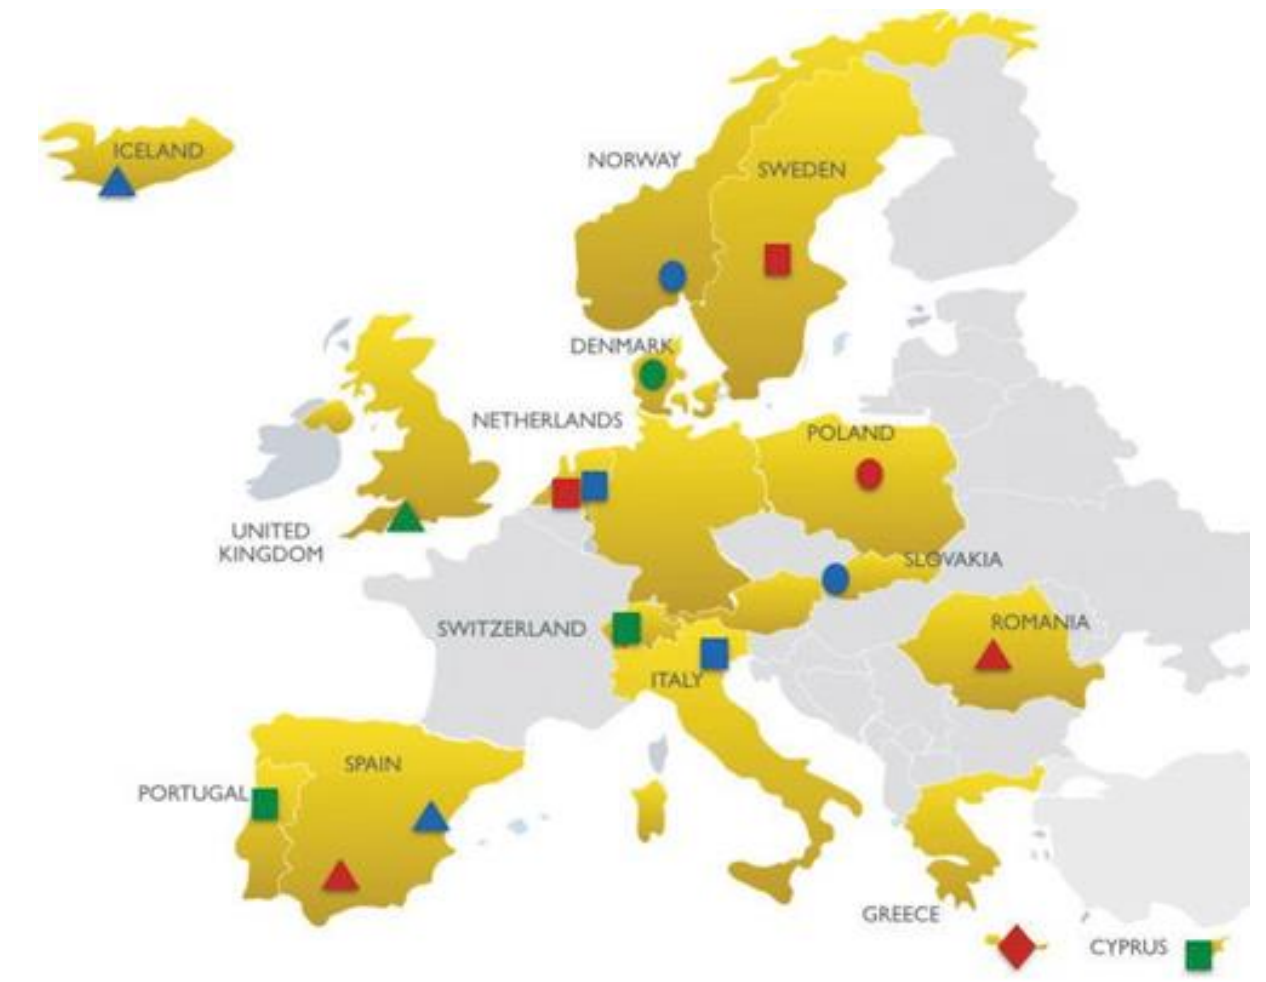 ICELAND
NORWAY
SWEDEN
DENMARK
NETHERLANDS
POLAND
UNITED
KINGDOM
SLOVAKIA
SWITZERLAND
ROMANIA
ITALY
SPAIN
PORTUGAL
GREECE
CYPRUS